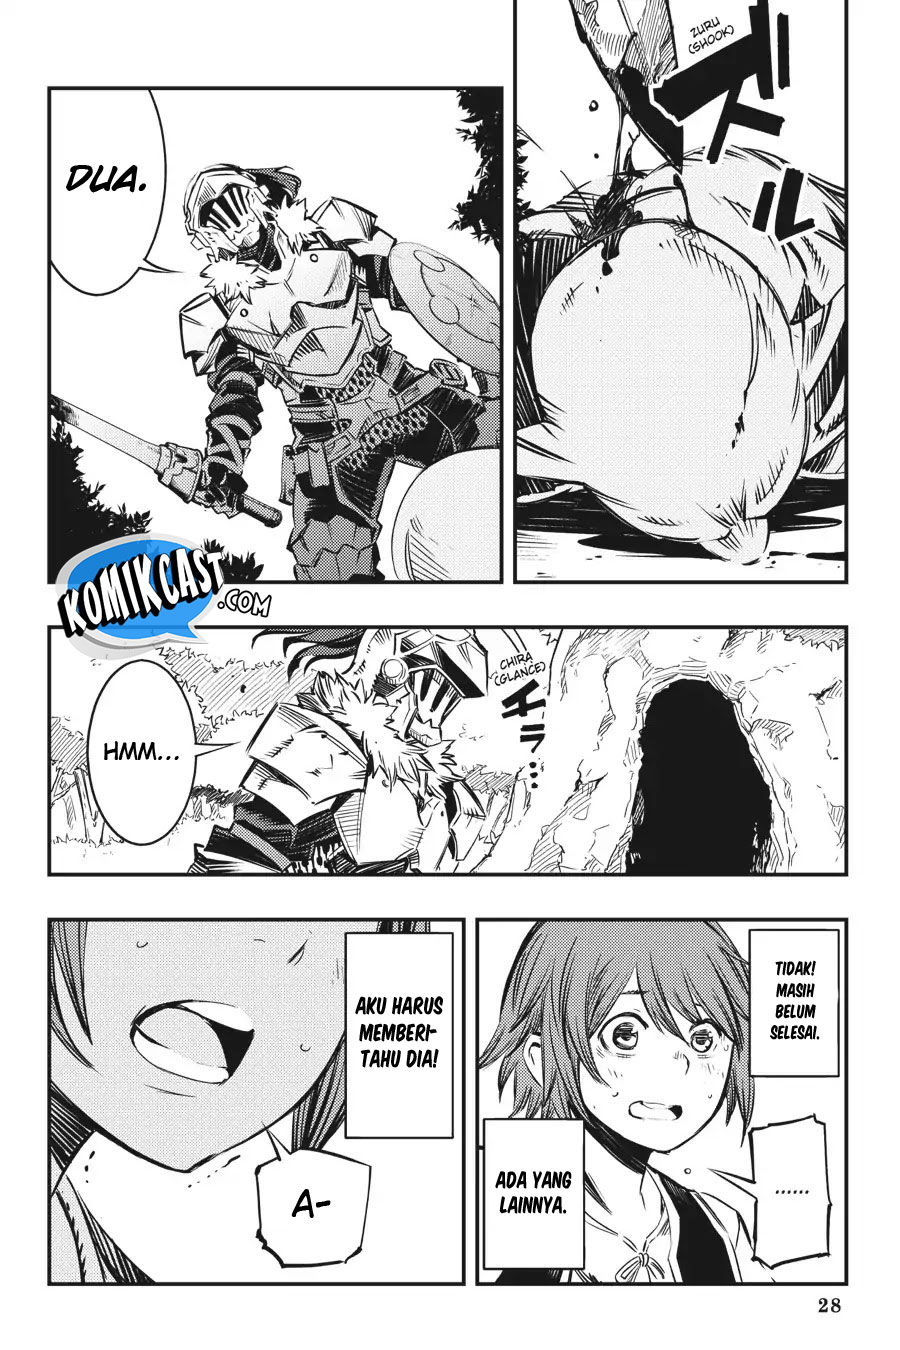 ZURU
(SHOOK)
ズ
ル
DUA.
KOMIKCAST
.COM
CHIRA
(GLANCE)
チラ…
HMM...
TIDAK!
MASIH
BELUM
SELESAI.
......
ADA YANG
LAINNYA.
AKU HARUS
MEMBERI-
TAHU DIA!
A-
28